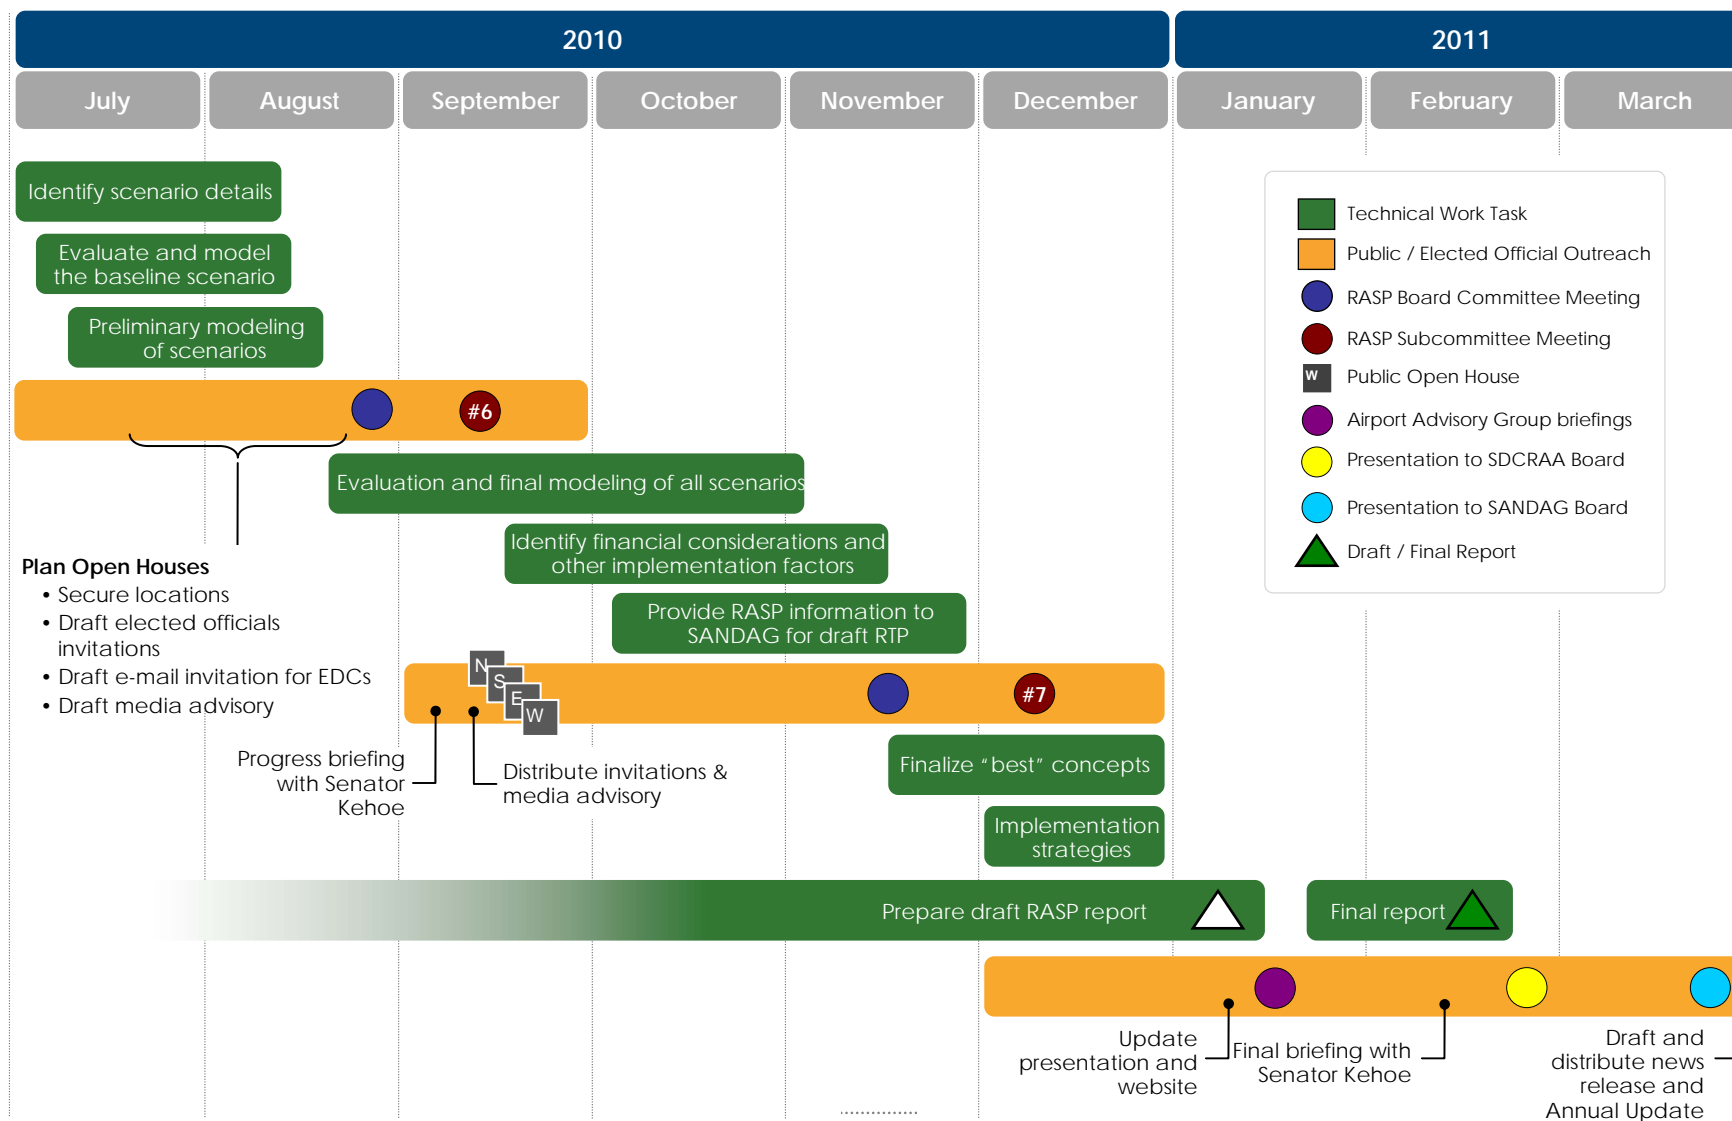 2010
2011
July
August
September
October
November
December
January
February
March
Identify scenario details
Evaluate and model
the baseline scenario
Preliminary modeling
of scenarios
#6
Evaluation and final modeling of all scenarios
Identify financial considerations and
other implementation factors
Provide RASP information to
SANDAG for draft RTP
Plan Open Houses
• Secure locations
• Draft elected officials
invitations
• Draft e-mail invitation for EDCs
• Draft media advisory
N
S
E
W
#7
Progress briefing
with Senator
Kehoe
Distribute invitations &
media advisory
Finalize “best” concepts
Implementation
strategies
Prepare draft RASP report
Final report
Update
presentation and
website
Final briefing with
Senator Kehoe
Draft and
distribute news
release and
Annual Update
Technical Work Task
Public / Elected Official Outreach
RASP Board Committee Meeting
RASP Subcommittee Meeting
W
Public Open House
Airport Advisory Group briefings
Presentation to SDCRAA Board
Presentation to SANDAG Board
Draft / Final Report